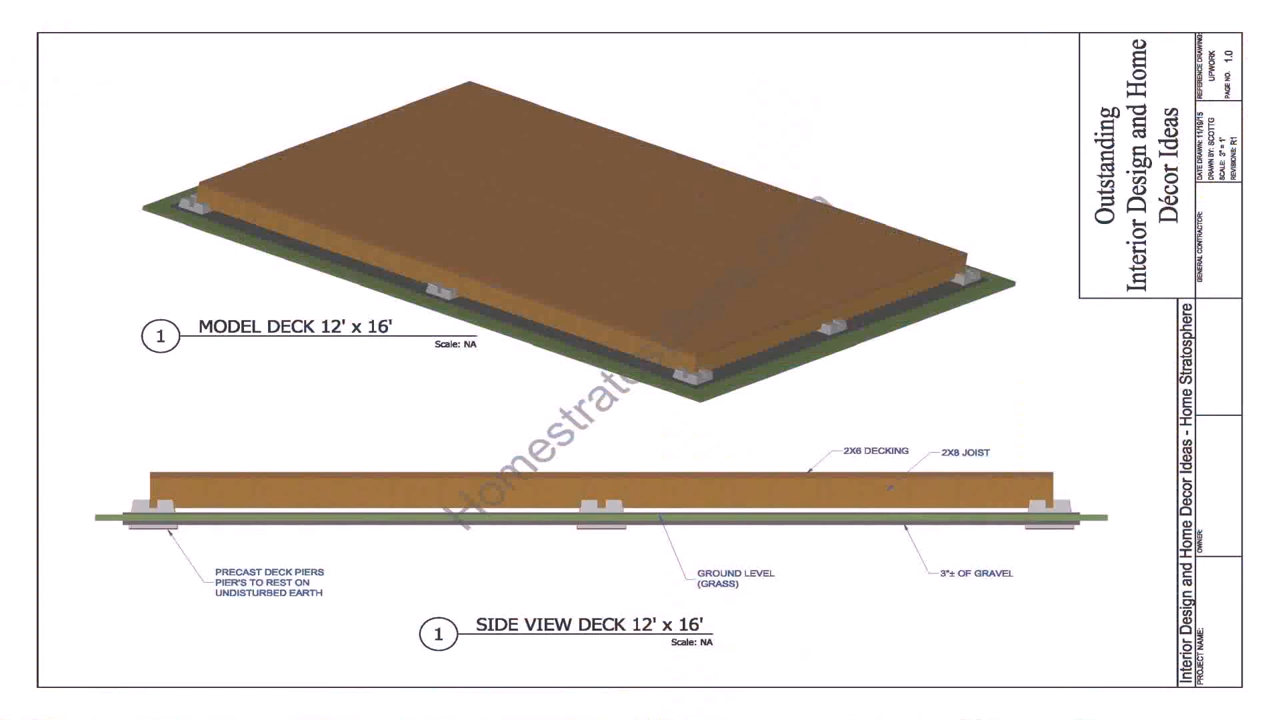 1
MODEL DECK 12' x 16'
Scale: NA
2X6 DECKING
2X8 JOIST
PRECAST DECK PIERS
PIER'S TO REST ON
UNDISTURBED EARTH
GROUND LEVEL
(GRASS)
3"± OF GRAVEL
1
SIDE VIEW DECK 12' x 16'
Scale: NA
Outstanding
Interior Design and Home
Décor Ideas
REFERENCE DRAWING:
UPWORK
PAGE NO. 1.0
DATE DRAWN: 11/19/15
DRAWN BY: SCOTTG
SCALE: 3" = 1'
REVISIONS: R1
GENERAL CONTRACTOR:
OWNER:
Interior Design and Home Decor Ideas - Home Stratosphere
PROJECT NAME: